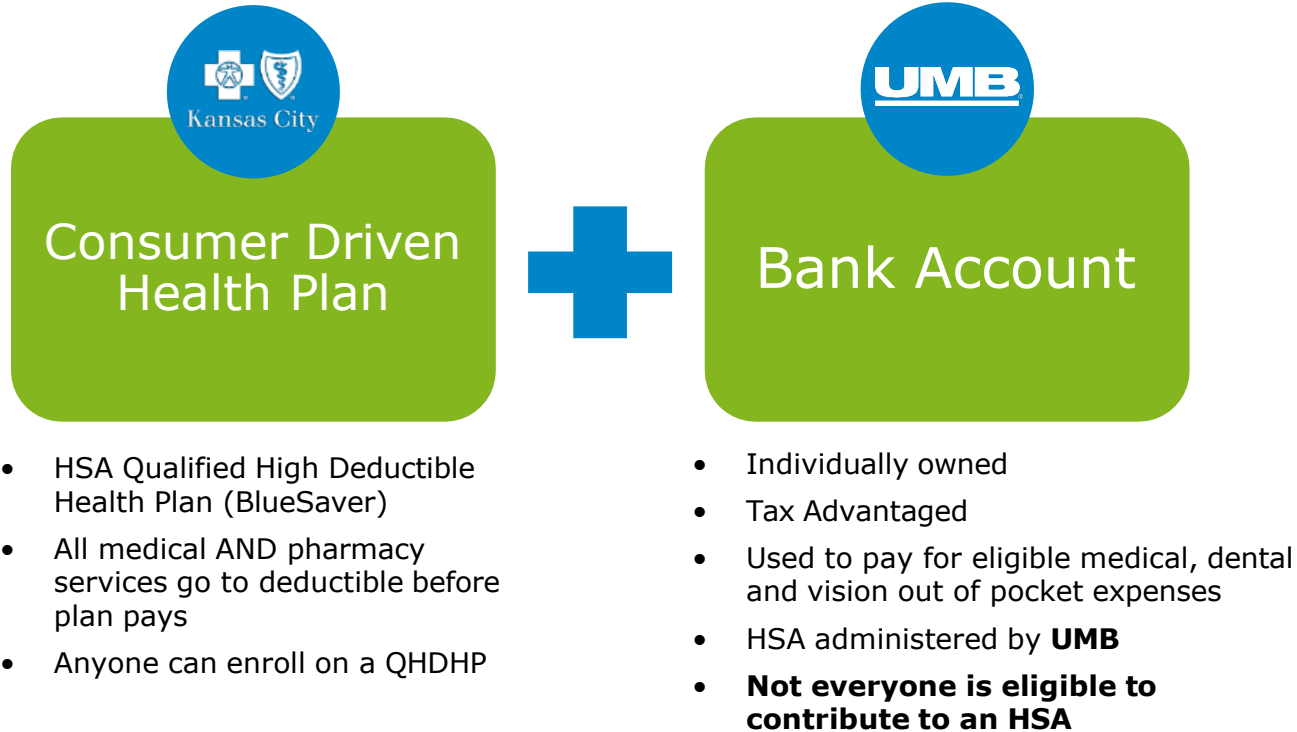 Kansas City
Consumer Driven
Health Plan
• HSA Qualified High Deductible
Health Plan (BlueSaver)
• All medical AND pharmacy
services go to deductible before
plan pays
• Anyone can enroll on a QHDHP
UMB
Bank Account
• Individually owned
• Tax Advantaged
• Used to pay for eligible medical, dental
and vision out of pocket expenses
• HSA administered by UMB
• Not everyone is eligible to
contribute to an HSA